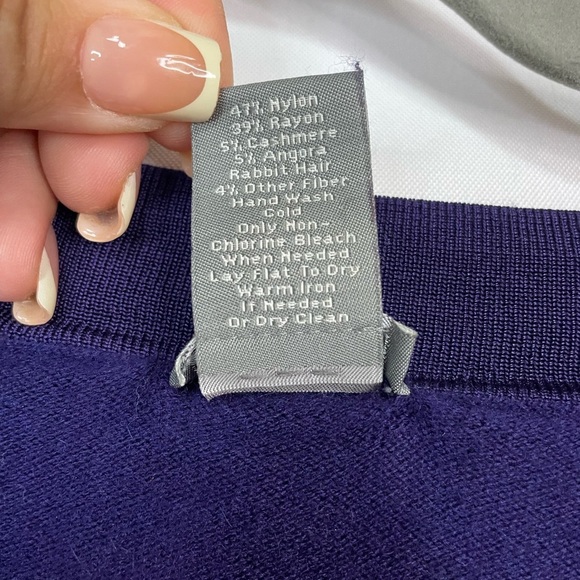 47% Nylon
39% Rayon
5% Cashmere
5% Angora
Rabbit Hair
4% Other Fiber
Hand Wash
Cold
Only Non-
Chlorine Bleach
When Needed
Lay Flat To Dry
Warm Iron
If Needed
Or Dry Clean